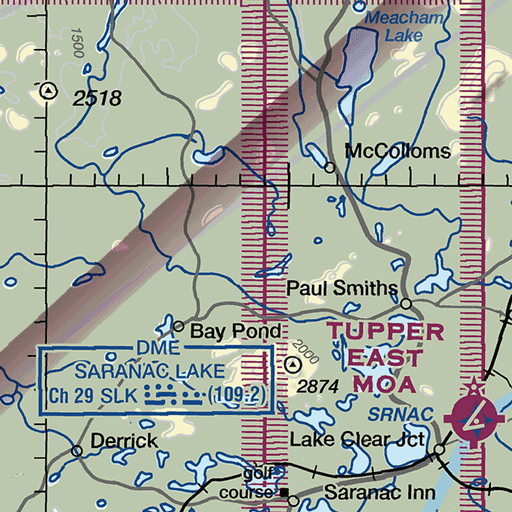 Meacham
Lake
1500
2518
McColloms
Paul Smiths
Bay Pond
TUPPER
EAST
MOA
DME
SARANAC LAKE
Ch 29 SLK (109.2)
2000
2874
SRNAC
Derrick
Lake Clear Jct
golf
course
Saranac Inn